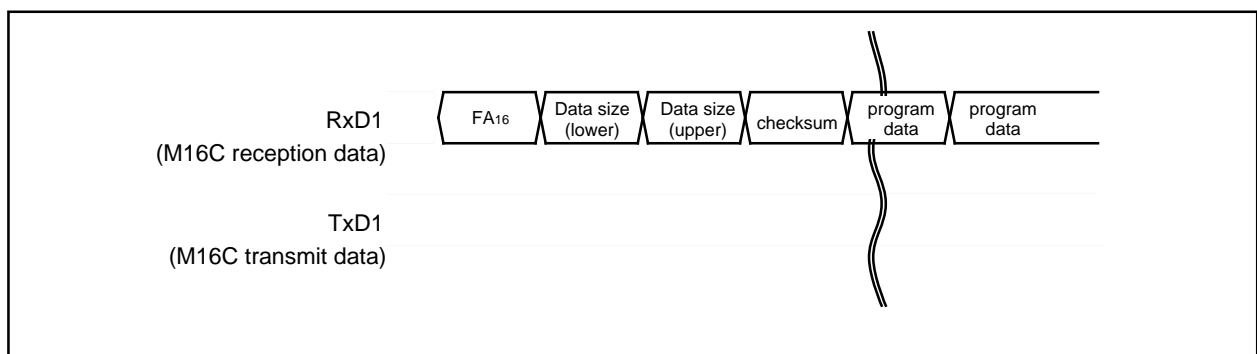 RxD1
(M16C reception data)
FA16
Data size
(lower)
Data size
(upper)
checksum
program
data
program
data
TxD1
(M16C transmit data)